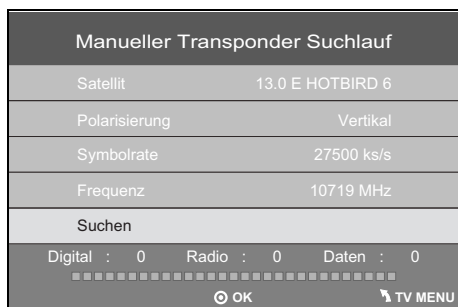 Manueller Transponder Suchlauf
Satellit 13.0 E HOTBIRD 6
Polarisierung Vertikal
Symbolrate 27500 ks/s
Frequenz 10719 MHz
Suchen
Digital : 0 Radio : 0 Daten : 0
OK TV MENU